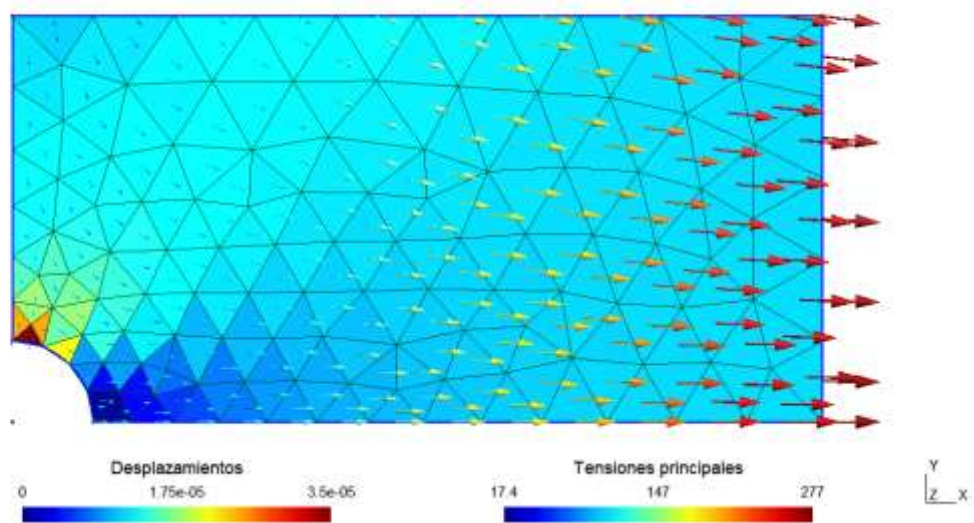 Desplazamientos
0 1.75e-05 3.5e-05
Tensiones principales
17.4 147 277
Y
Z X